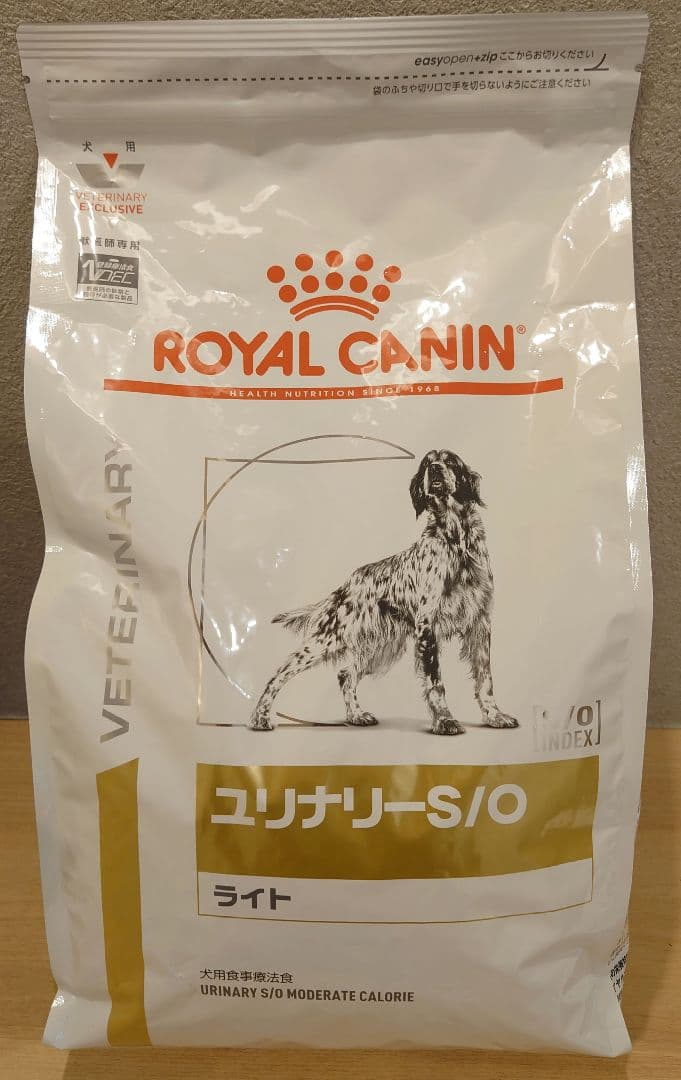 easyopen+zip ここからお切りください
袋のふちや切り口で手を切らないようにご注意ください
犬 用
VETERINARY
EXCLUSIVE
獣医師専用
ROYAL CANIN®
HEALTH NUTRITION SINCE 1968
VETERINARY
S/O
INDEX
ユリナリーS/O
ライト
犬用食事療法食
URINARY S/O MODERATE CALORIE